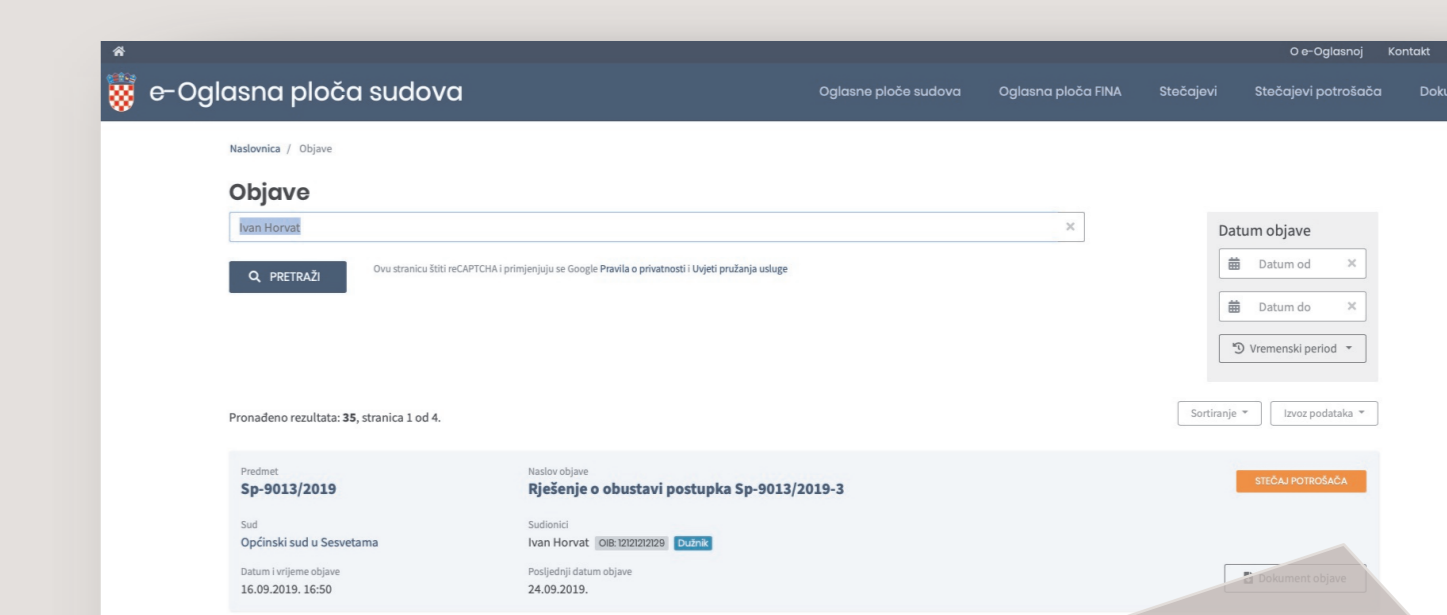 O e-Oglasnoj Kontakt
e-Oglasna ploča sudova
Oglasne ploče sudova Oglasna ploča FINA Stečajevi Stečajevi potrošača
Naslovnica / Objave
Objave
Ivan Horvat
PRETRAŽI
Ovu stranicu štiti reCAPTCHA i primjenjuju se Google Pravila o privatnosti i Uvjeti pružanja usluge
Datum objave
Datum od
Datum do
Vremenski period
Pronađeno rezultata: 35, stranica 1 od 4.
Sortiranje Izvoz podataka
Predmet
Sp-9013/2019
Naslov objave
Rješenje o obustavi postupka Sp-9013/2019-3
STEČAJ POTROŠAČA
Sud
Općinski sud u Sesvetama
Sudionici
Ivan Horvat OIB: 12121212129 Dužnik
Datum i vrijeme objave
16.09.2019. 16:50
Posljednji datum objave
24.09.2019.
Dokument objave